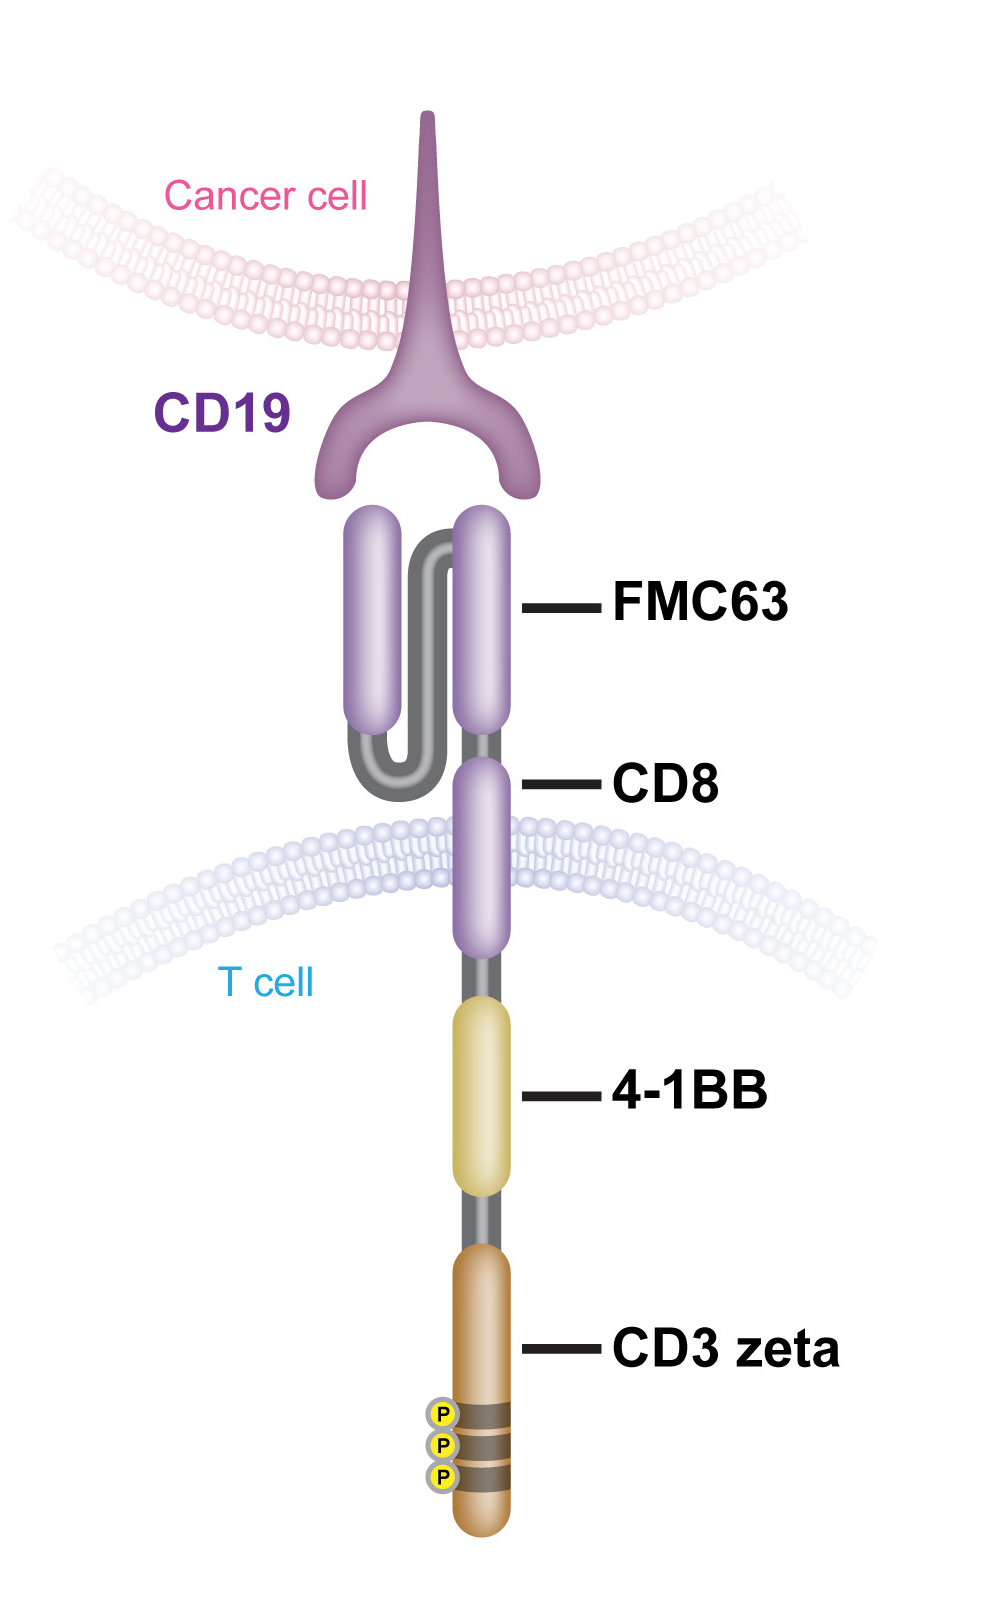 Cancer cell
CD19
FMC63
CD8
T cell
4-1BB
CD3 zeta
P
P
P